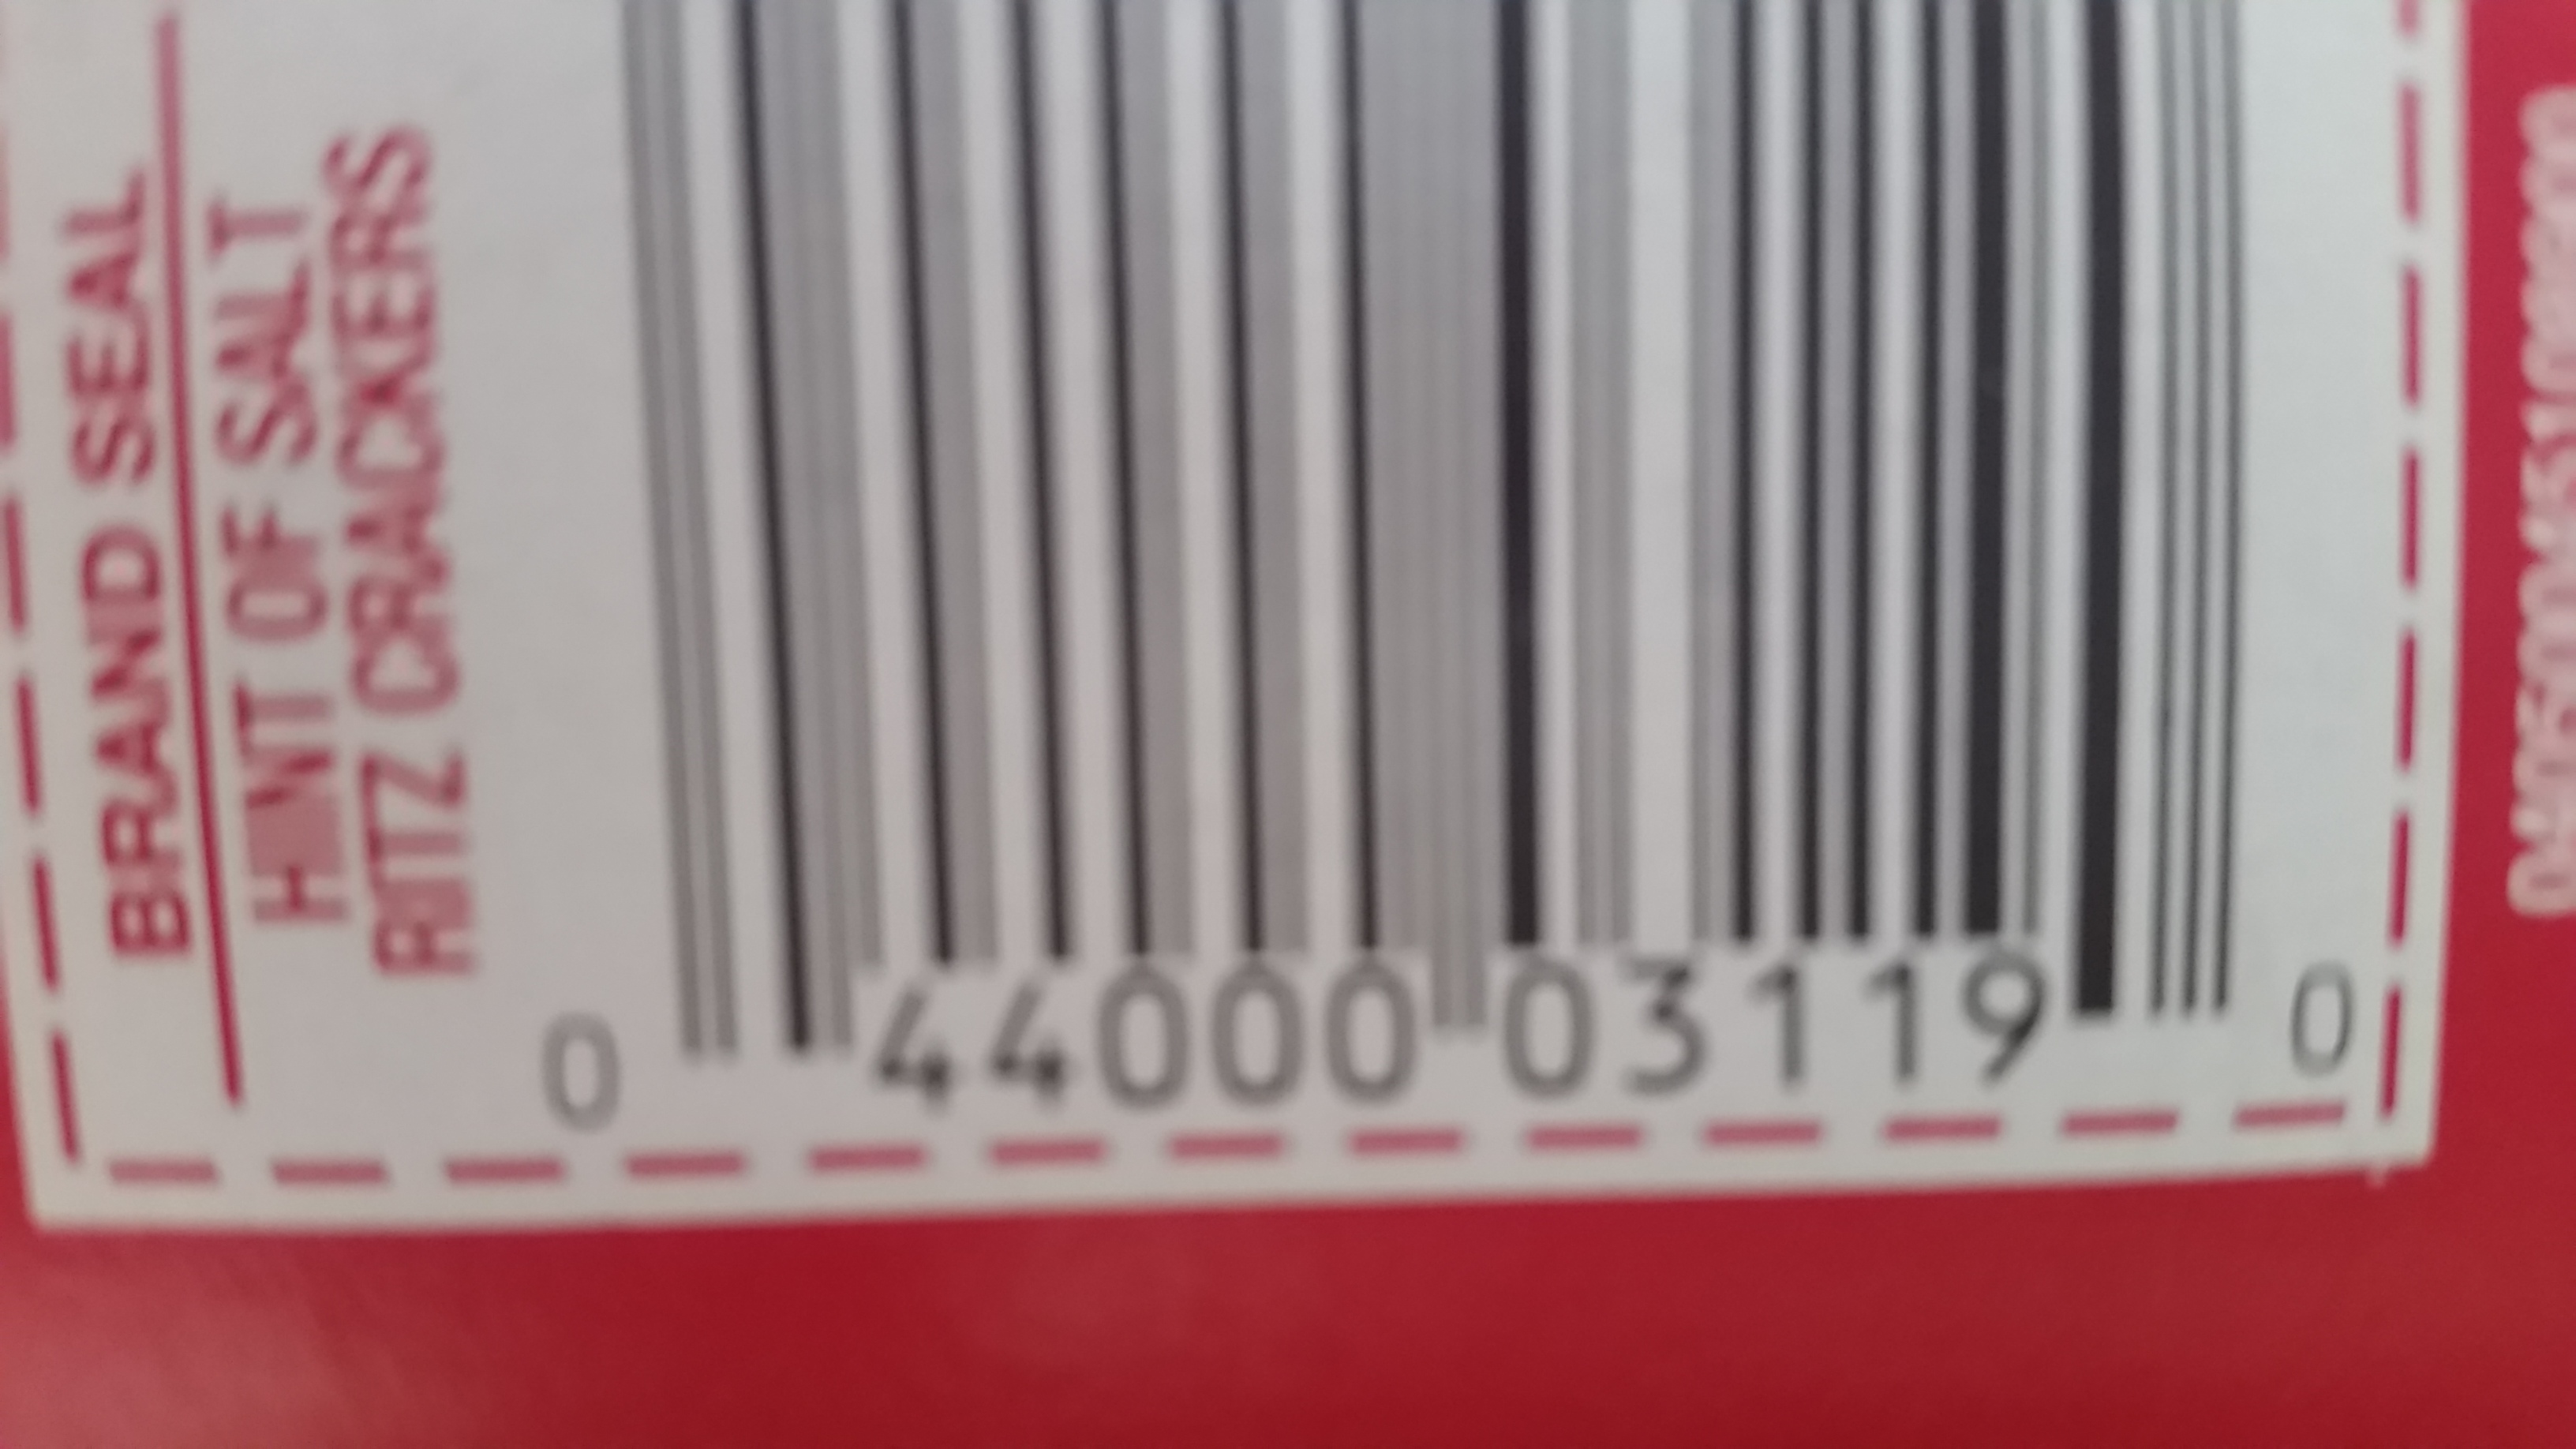 BRAND SEAL
HINT OF SALT
RITZ CRACKERS
0 44000 03119 0